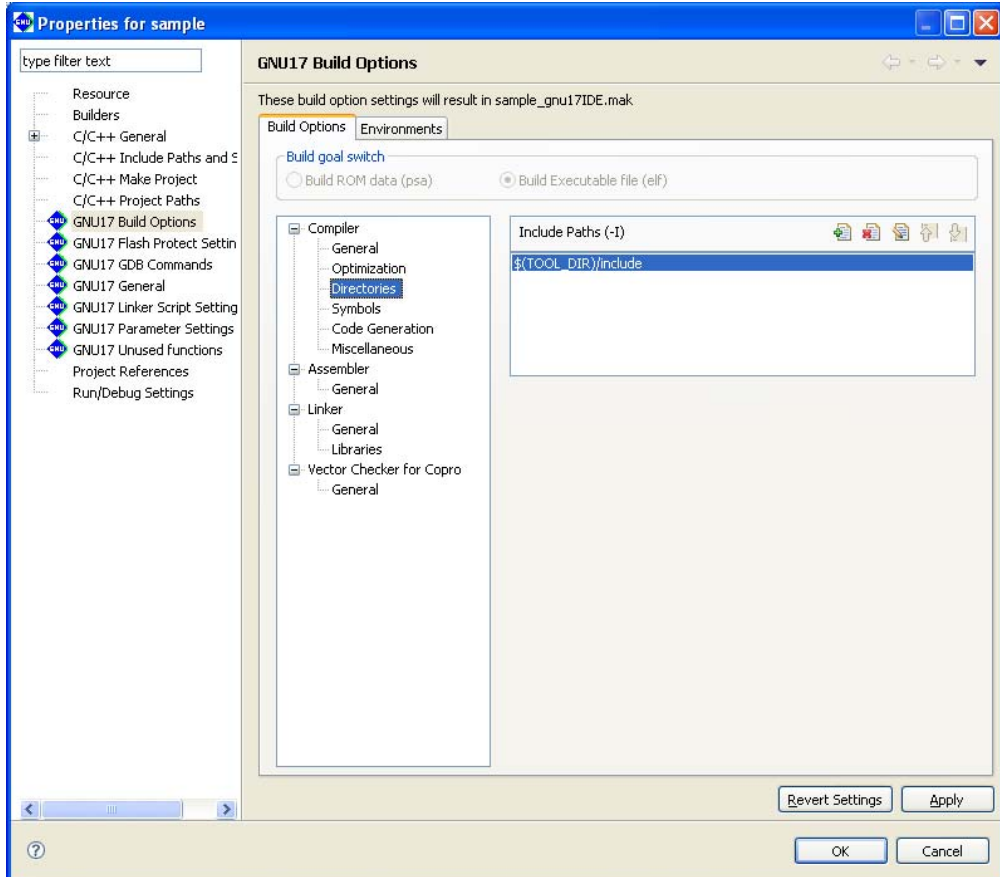 Properties for sample
type filter text
Resource
Builders
C/C++ General
C/C++ Include Paths and S
C/C++ Make Project
C/C++ Project Paths
GNU17 Build Options
GNU17 Flash Protect Settin
GNU17 GDB Commands
GNU17 General
GNU17 Linker Script Setting
GNU17 Parameter Settings
GNU17 Unused functions
Project References
Run/Debug Settings
GNU17 Build Options
These build option settings will result in sample_gnu17IDE.mak
Build Options Environments
Build goal switch
Build ROM data (psa) Build Executable file (elf)
Compiler
General
Optimization
Directories
Symbols
Code Generation
Miscellaneous
Assembler
General
Linker
General
Libraries
Vector Checker for Copro
General
Include Paths (-I)
$(TOOL_DIR)/include
Revert Settings Apply
OK Cancel